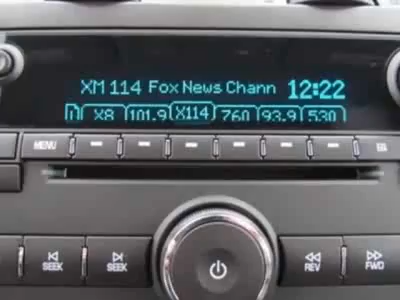 XM 114 Fox News Chann 12:22
X8 101.9 X114 760 93.9 530
MENU
SEEK SEEK REV FWD